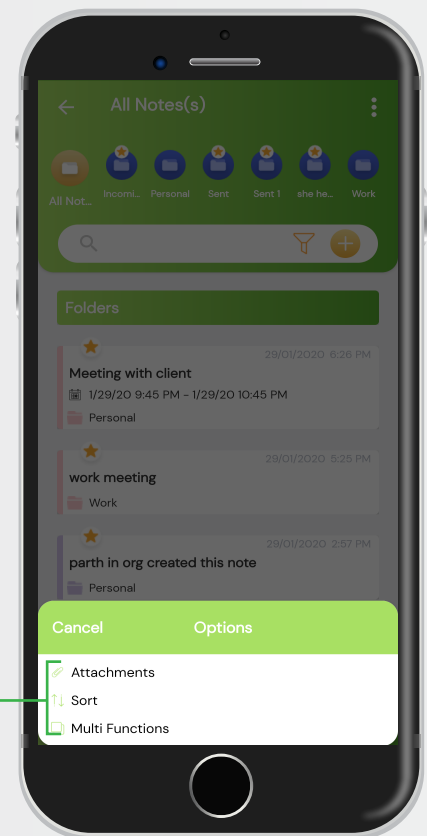 All Notes(s)
All Not...
Incomi...
Personal
Sent
Sent 1
she he...
Work
Folders
29/01/2020 6:26 PM
Meeting with client
1/29/20 9:45 PM - 1/29/20 10:45 PM
Personal
29/01/2020 5:25 PM
work meeting
Work
29/01/2020 2:57 PM
parth in org created this note
Personal
Cancel
Options
Attachments
Sort
Multi Functions